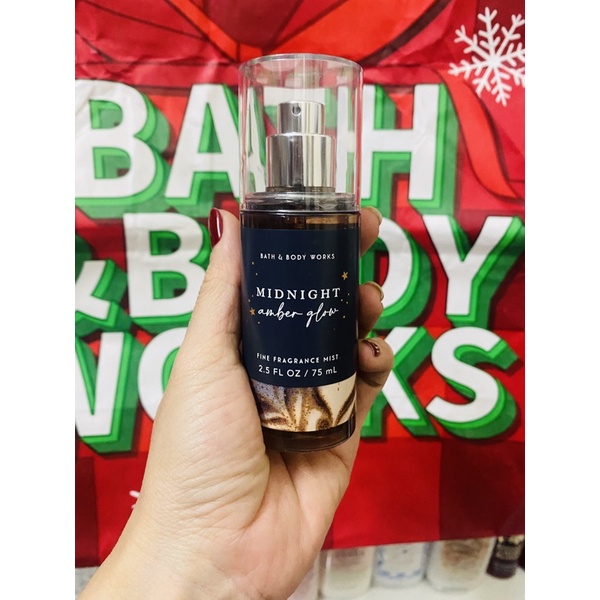 BATH
& BODY
WORKS
BATH & BODY WORKS
MIDNIGHT
amber glow
FINE FRAGRANCE MIST
2.5 FL OZ / 75 mL